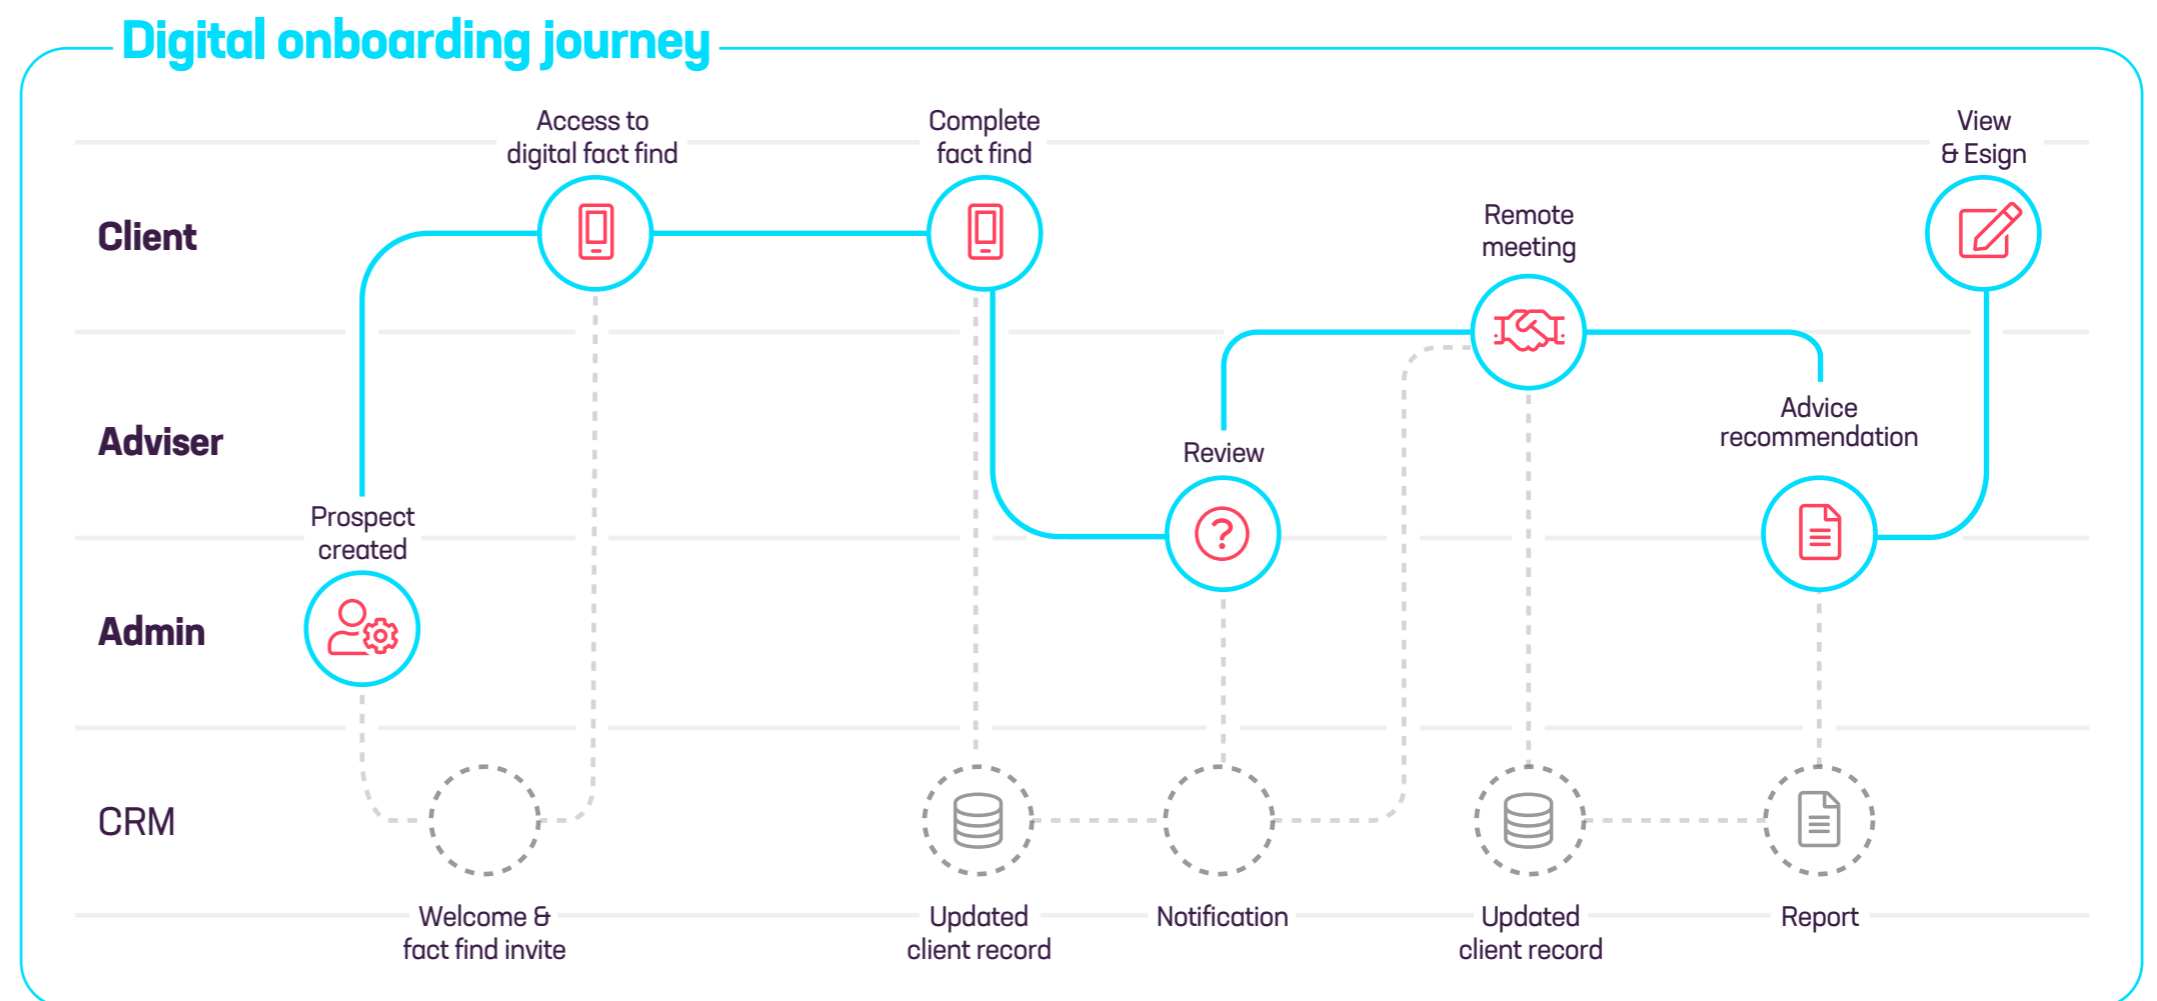 Digital onboarding journey
Access to
digital fact find
Complete
fact find
View
& Esign
Client
Remote
meeting
Adviser
Review
Advice
recommendation
Prospect
created
?
Admin
CRM
Welcome &
fact find invite
Updated
client record
Notification
Updated
client record
Report